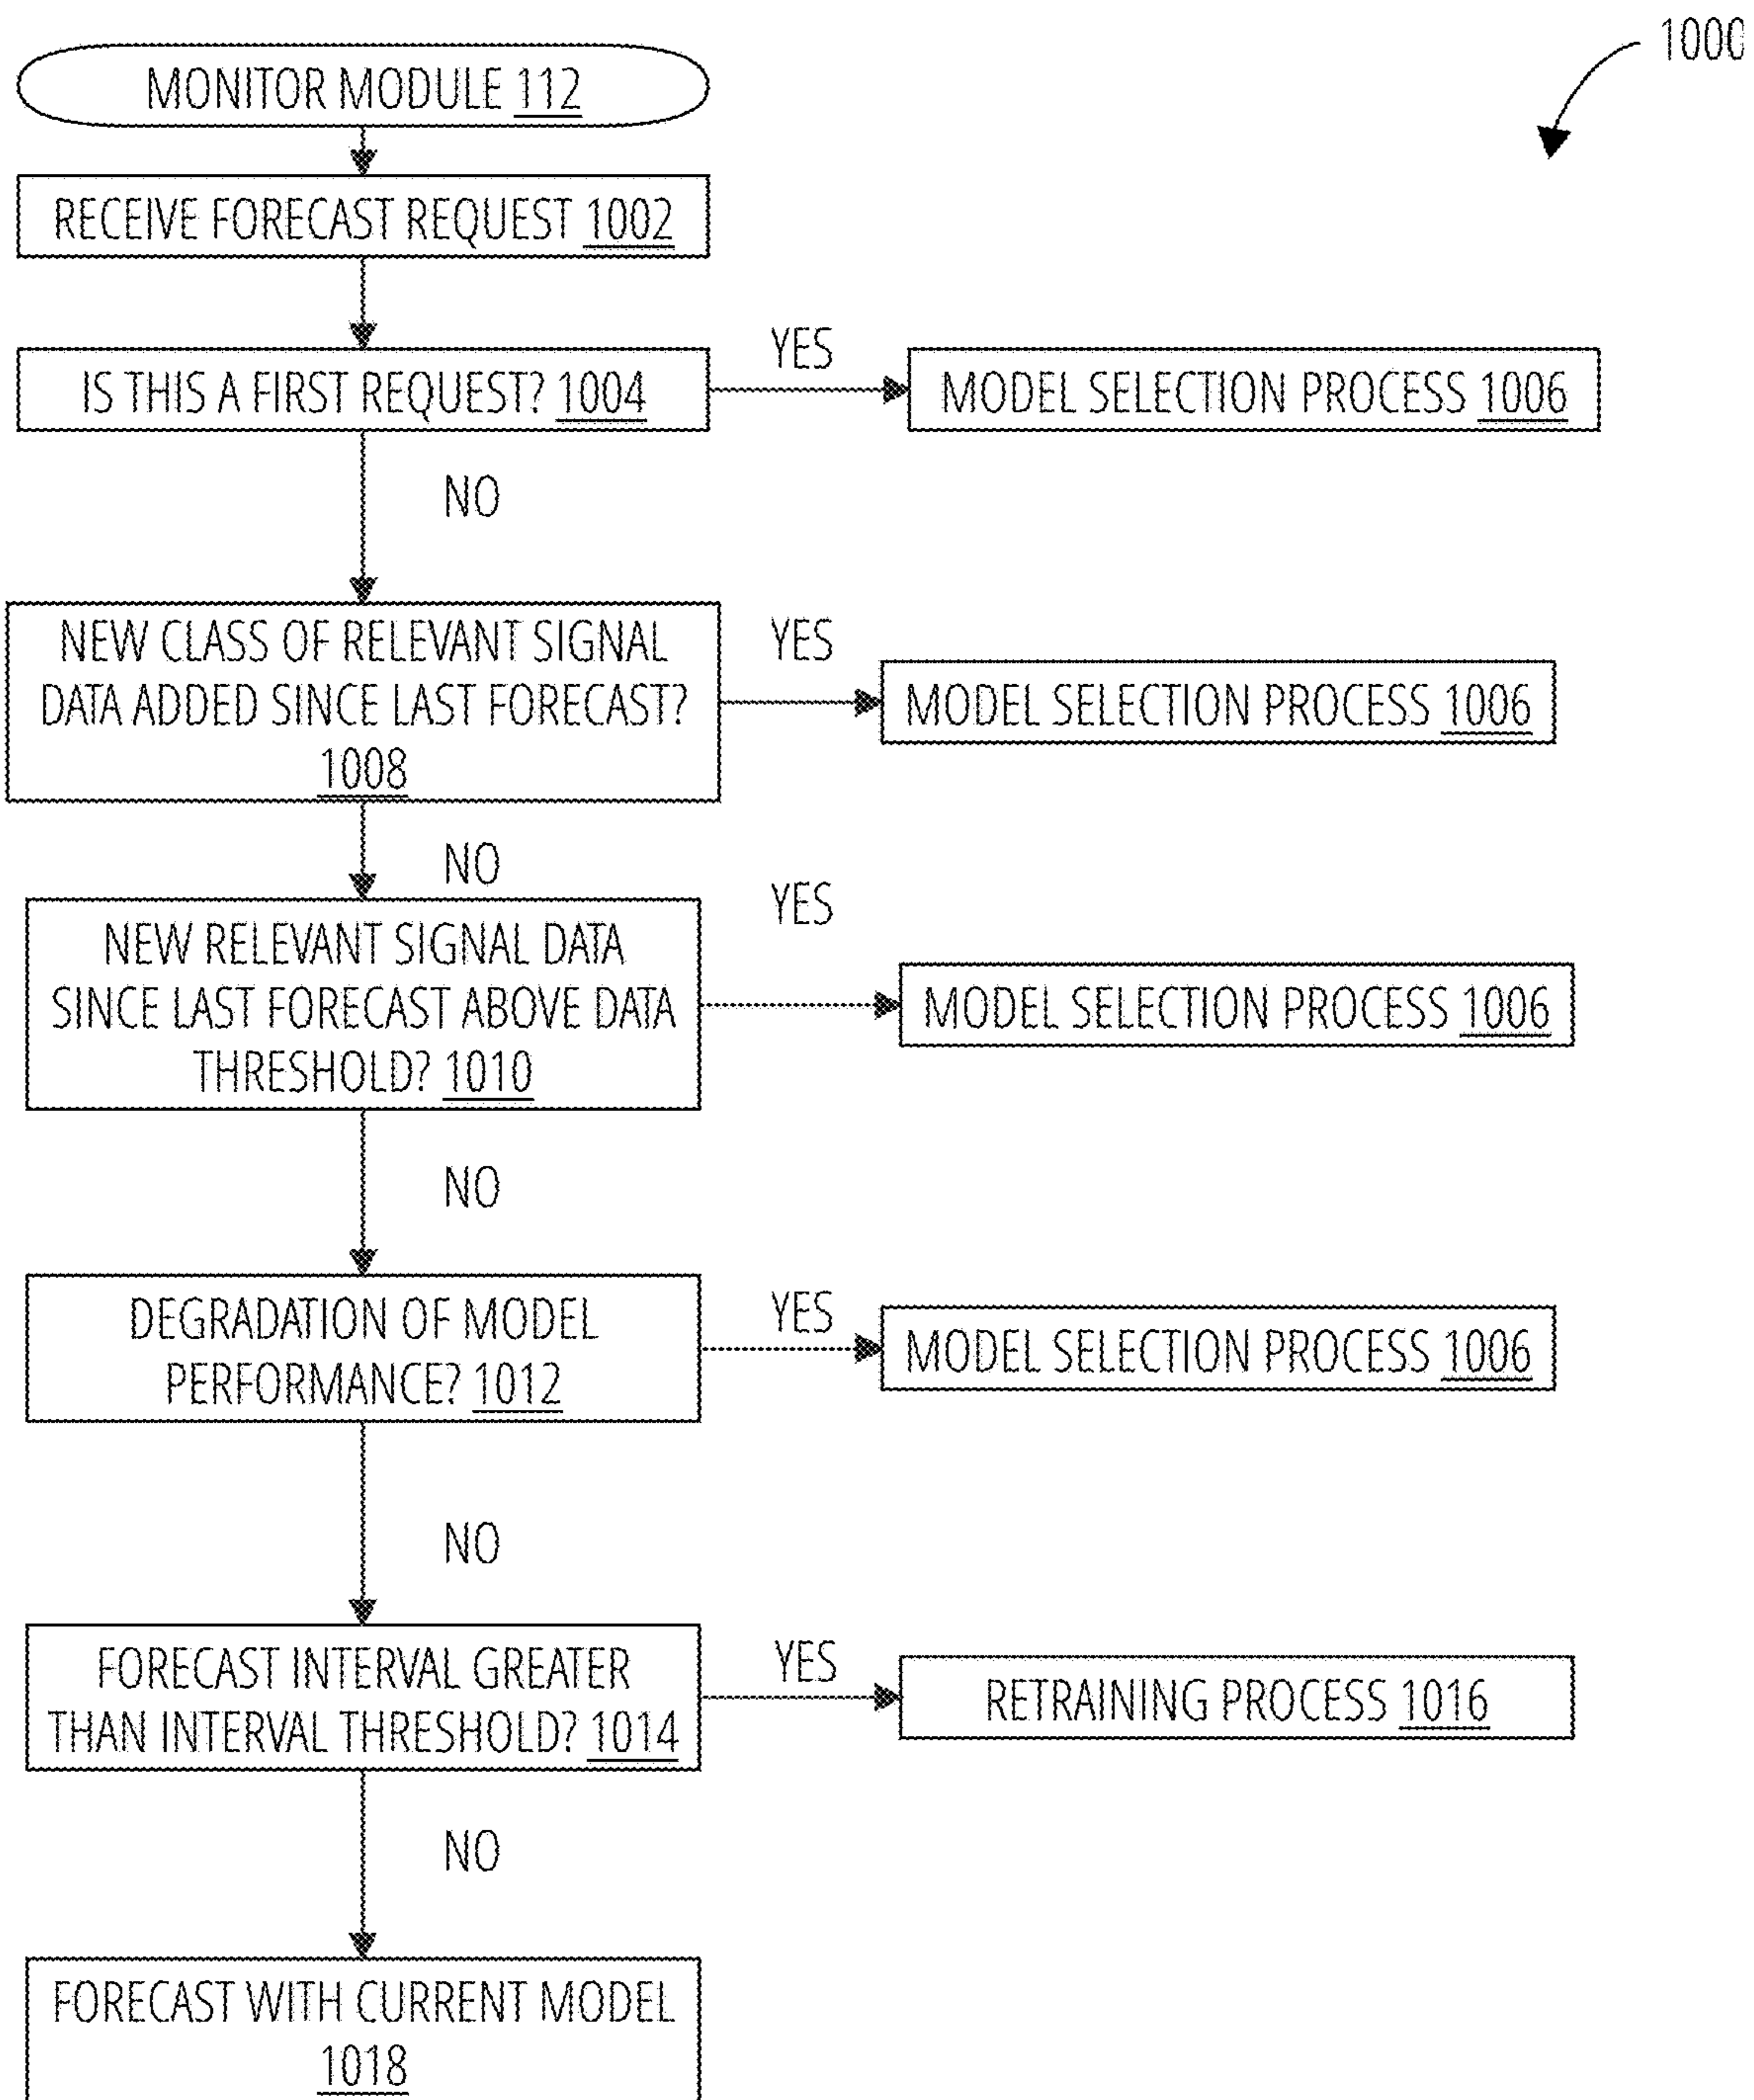 1000
MONITOR MODULE 112
RECEIVE FORECAST REQUEST 1002
IS THIS A FIRST REQUEST? 1004
YES
MODEL SELECTION PROCESS 1006
NO
NEW CLASS OF RELEVANT SIGNAL
DATA ADDED SINCE LAST FORECAST?
1008
YES
MODEL SELECTION PROCESS 1006
NO
NEW RELEVANT SIGNAL DATA
SINCE LAST FORECAST ABOVE DATA
THRESHOLD? 1010
YES
MODEL SELECTION PROCESS 1006
NO
DEGRADATION OF MODEL
PERFORMANCE? 1012
YES
MODEL SELECTION PROCESS 1006
NO
FORECAST INTERVAL GREATER
THAN INTERVAL THRESHOLD? 1014
YES
RETRAINING PROCESS 1016
NO
FORECAST WITH CURRENT MODEL
1018